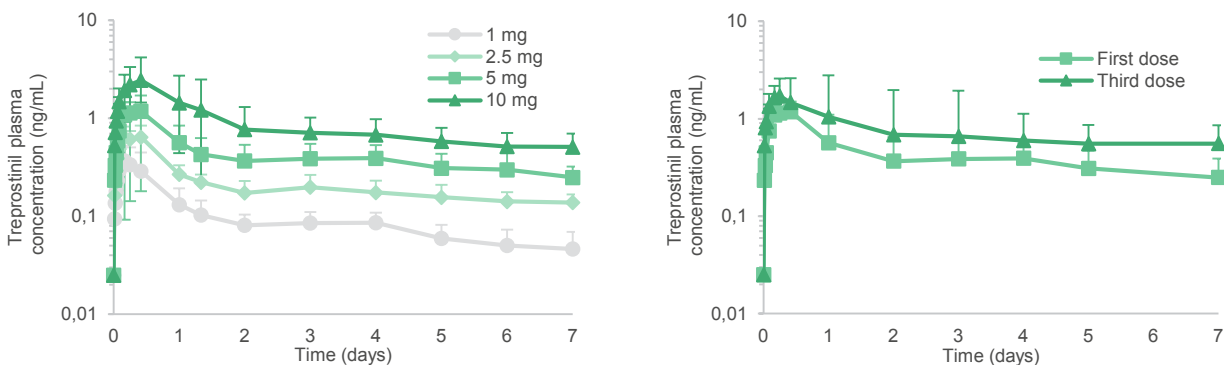 Treprostinil plasma
concentration (ng/mL)
10
1
0,1
0,01
0 1 2 3 4 5 6 7
Time (days)
1 mg
2.5 mg
5 mg
10 mg
Treprostinil plasma
concentration (ng/mL)
10
1
0,1
0,01
0 1 2 3 4 5 6 7
Time (days)
First dose
Third dose